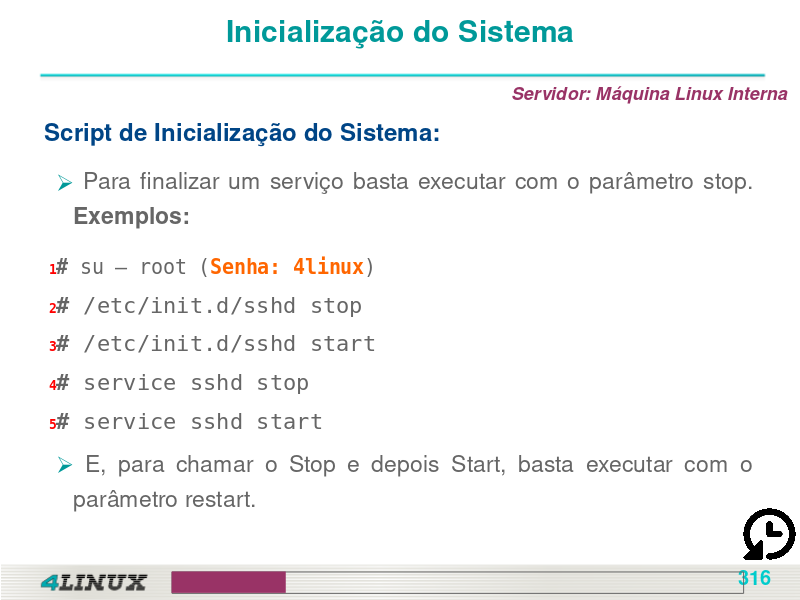 Inicialização do Sistema
Servidor: Máquina Linux Interna
Script de Inicialização do Sistema:
Para finalizar um serviço basta executar com o parâmetro stop.
Exemplos:
1# su – root (Senha: 4linux)
2# /etc/init.d/sshd stop
3# /etc/init.d/sshd start
4# service sshd stop
5# service sshd start
E, para chamar o Stop e depois Start, basta executar com o
parâmetro restart.
4LINUX
316